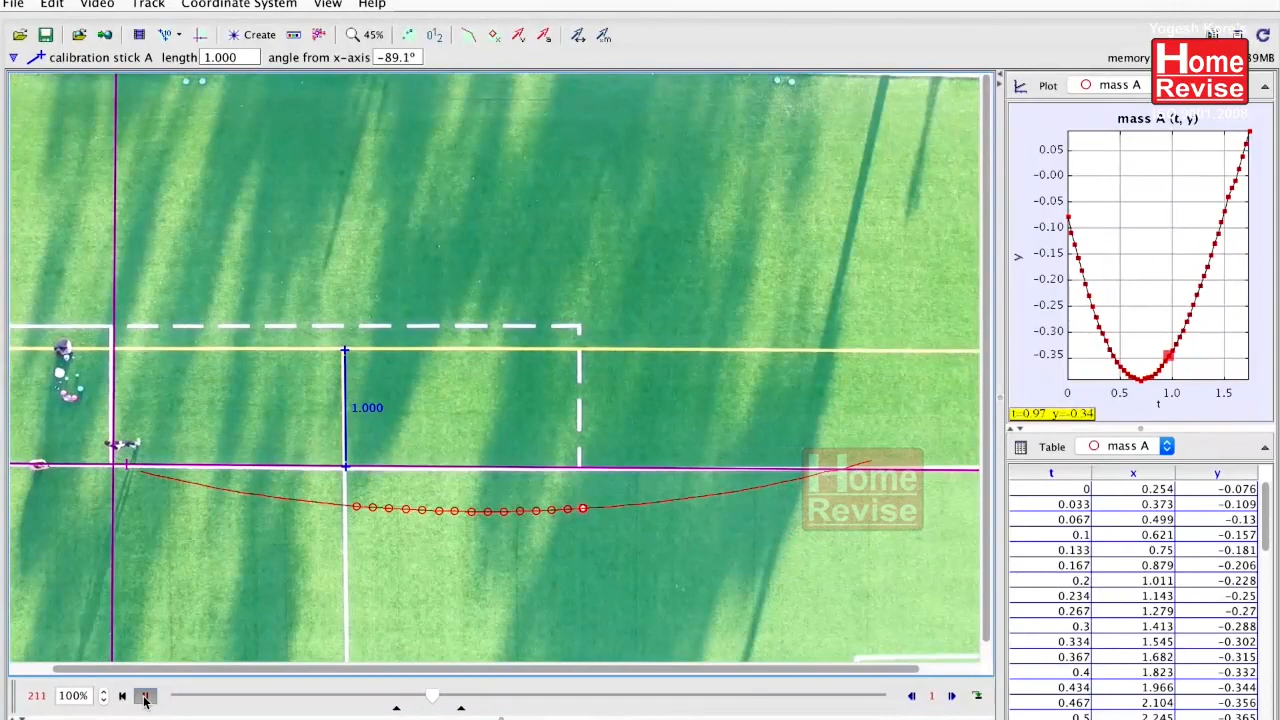 File Edit Video Track Coordinate System View Help
Create 45%
calibration stick A length 1.000 angle from x-axis -89.1°
memory
Home
Revise
Plot mass A
mass A (t, y)
0.05
-0.00
-0.05
-0.10
-0.15
-0.20
-0.25
-0.30
-0.35
y
0 0.5 1.0 1.5
t
t=0.97 y=-0.34
1.000
Home
Revise
Table mass A
t x y
0 0.254 -0.076
0.033 0.373 -0.109
0.067 0.499 -0.13
0.1 0.621 -0.157
0.133 0.75 -0.181
0.167 0.879 -0.206
0.2 1.011 -0.228
0.234 1.143 -0.25
0.267 1.279 -0.27
0.3 1.413 -0.288
0.334 1.545 -0.302
0.367 1.682 -0.315
0.4 1.823 -0.332
0.434 1.966 -0.344
0.467 2.104 -0.356
0.5 2.245 -0.365
211 100% 1